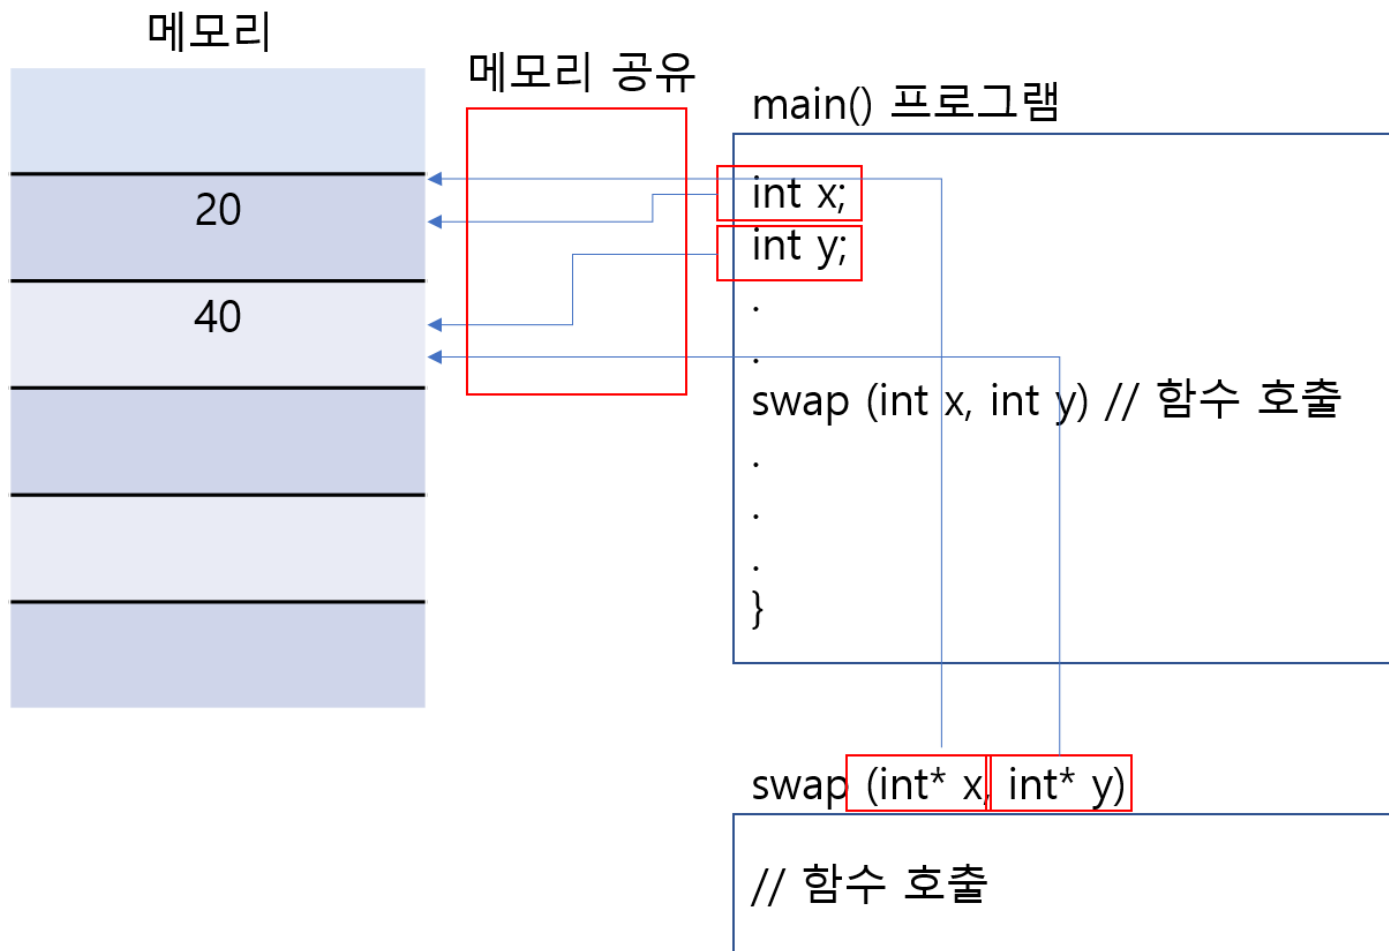 메모리
20
40
메모리 공유
main() 프로그램
int x;
int y;
.
.
swap (int x, int y) // 함수 호출
.
.
.
}
swap (int* x, int* y)
// 함수 호출